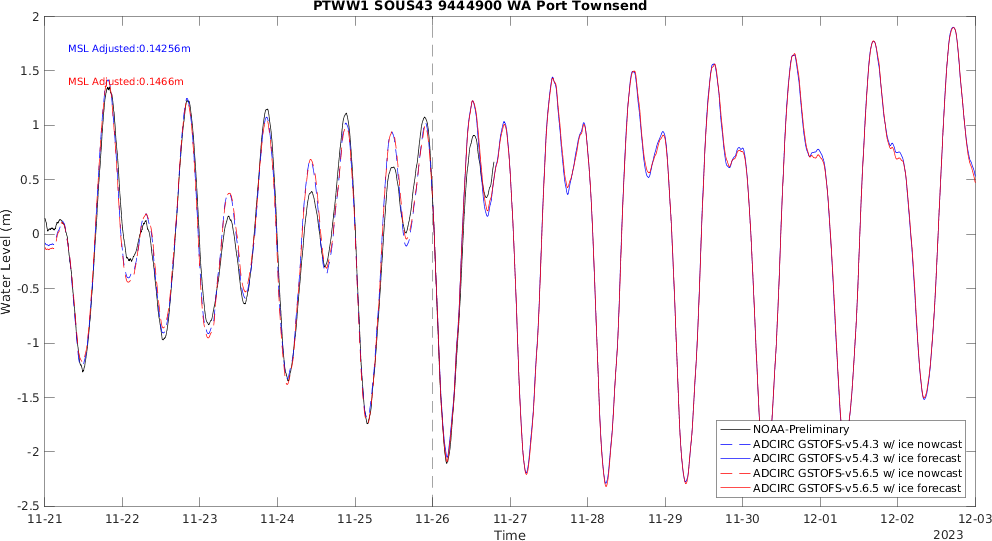 PTWW1 SOUS43 9444900 WA Port Townsend
MSL Adjusted:0.14256m
MSL Adjusted:0.1466m
Water Level (m)
2
1.5
1
0.5
0
-0.5
-1
-1.5
-2
-2.5
NOAA-Preliminary
ADCIRC GSTOFS-v5.4.3 w/ ice nowcast
ADCIRC GSTOFS-v5.4.3 w/ ice forecast
ADCIRC GSTOFS-v5.6.5 w/ ice nowcast
ADCIRC GSTOFS-v5.6.5 w/ ice forecast
11-21 11-22 11-23 11-24 11-25 11-26 11-27 11-28 11-29 11-30 12-01 12-02 12-03
Time
2023